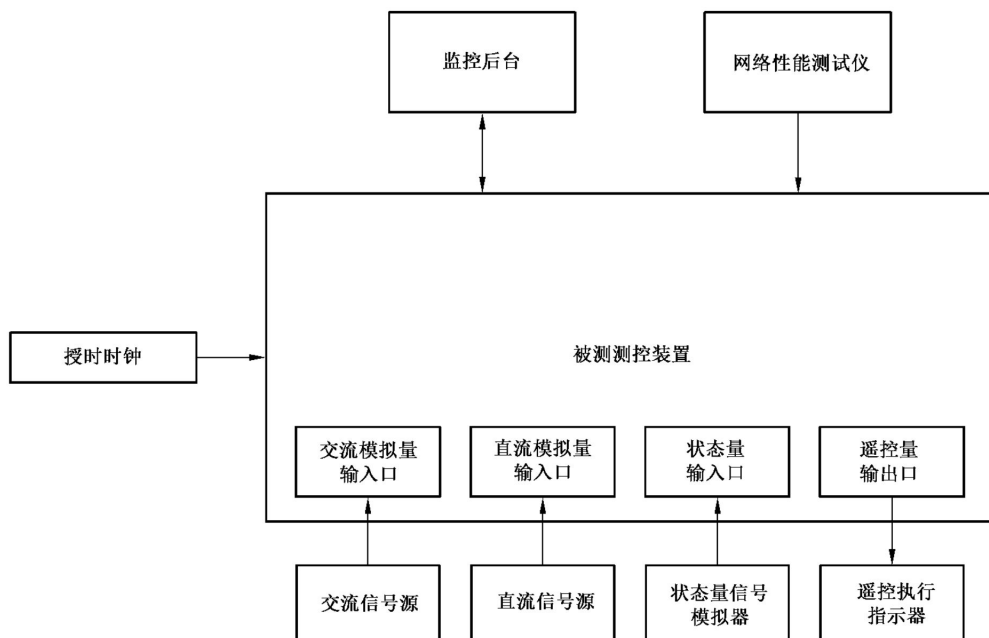 监控后台
网络性能测试仪
授时时钟
被测测控装置
交流模拟量
输入口
直流模拟量
输入口
状态量
输入口
遥控量
输出口
交流信号源
直流信号源
状态量信号
模拟器
遥控执行
指示器